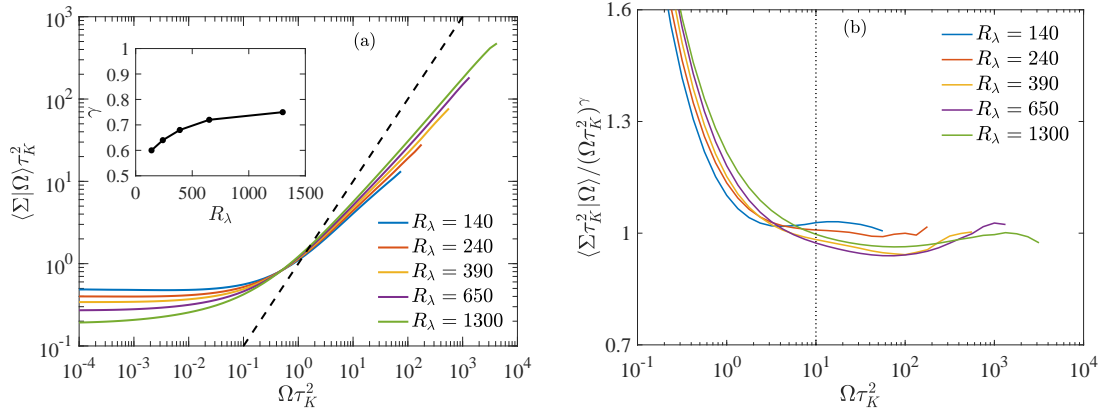 (a)
⟨Σ|Ω⟩τ_K^2
10^3
10^2
10^1
10^0
10^-1
10^-4 10^-3 10^-2 10^-1 10^0 10^1 10^2 10^3 10^4
Ωτ_K^2
γ
1
0.9
0.8
0.7
0.6
0.5
0 500 1000 1500
R_λ
R_λ = 140
R_λ = 240
R_λ = 390
R_λ = 650
R_λ = 1300
(b)
⟨Στ_K^2|Ω⟩/(Ωτ_K^2)^γ
1.6
1.3
1
0.7
10^-1 10^0 10^1 10^2 10^3 10^4
Ωτ_K^2
R_λ = 140
R_λ = 240
R_λ = 390
R_λ = 650
R_λ = 1300